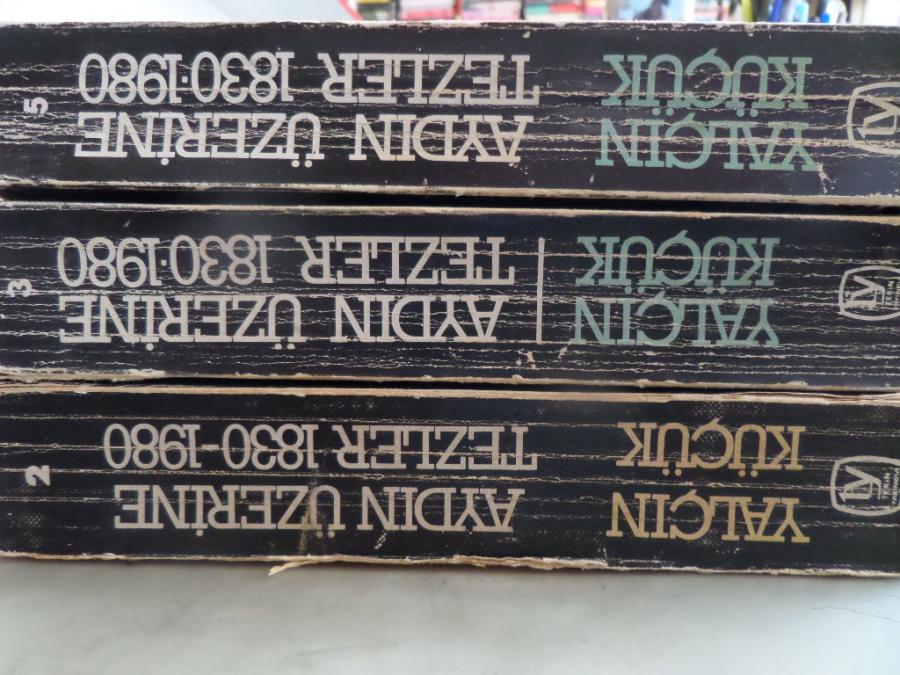 YALÇIN
KÜÇÜK
AYDIN ÜZERİNE
TEZLER 1830-1980
2
YALÇIN
KÜÇÜK
AYDIN ÜZERİNE
TEZLER 1830·1980
3
YALÇIN
KÜÇÜK
AYDIN ÜZERİNE
TEZLER 1830·1980
5